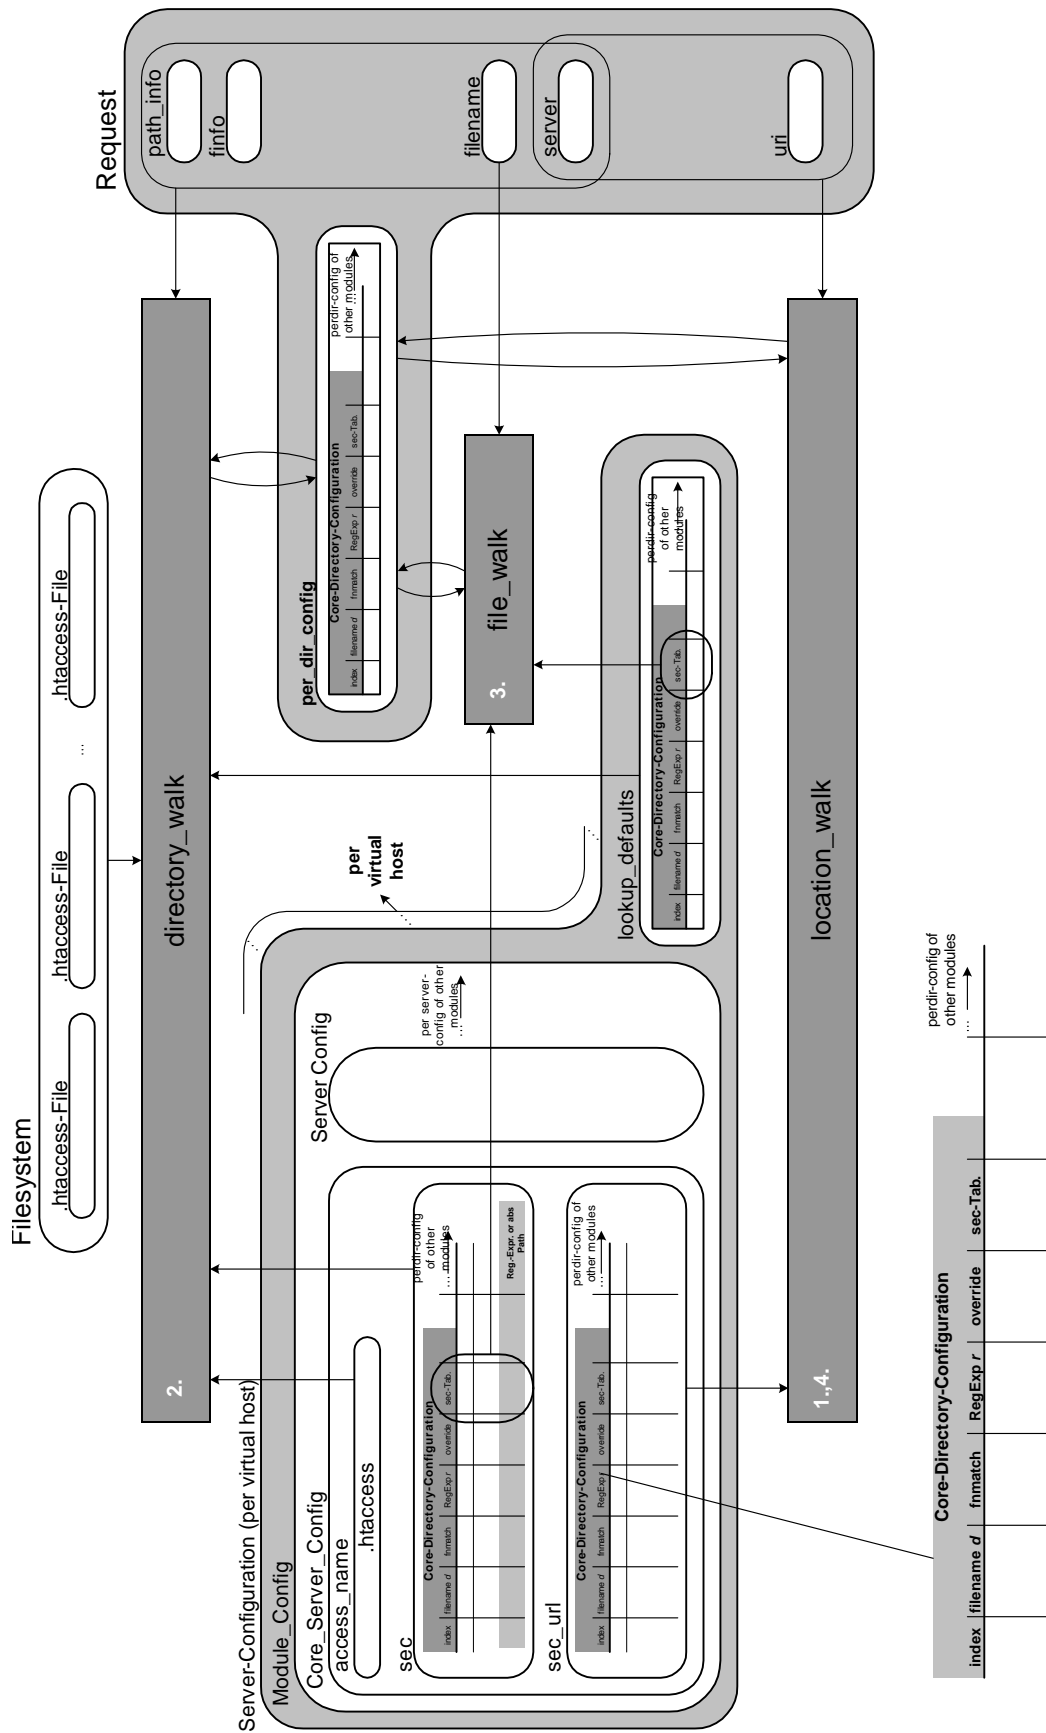 Filesystem
.htaccess-File
.htaccess-File
...
.htaccess-File
Request
path_info
finfo
filename
server
uri
2.
directory_walk
per_dir_config
Core-Directory-Configuration
index
filename d
fnmatch
RegExp r
override
sec-Tab.
perdir-config of
other modules
...
3.
file_walk
per
virtual
host
Server-Configuration (per virtual host)
Module_Config
Core_Server_Config
access_name
.htaccess
sec
Core-Directory-Configuration
index
filename d
fnmatch
RegExp r
override
sec-Tab.
perdir-config
of other
modules
...
Reg.-Expr. or abs
Path
sec_url
Core-Directory-Configuration
index
filename d
fnmatch
RegExp r
override
sec-Tab.
perdir-config of
other modules
...
Server Config
per server-
config of other
modules
...
lookup_defaults
Core-Directory-Configuration
index
filename d
fnmatch
RegExp r
override
sec-Tab.
perdir-config
of other
modules
...
1.,4.
location_walk
Core-Directory-Configuration
index
filename d
fnmatch
RegExp r
override
sec-Tab.
perdir-config of
other modules
...